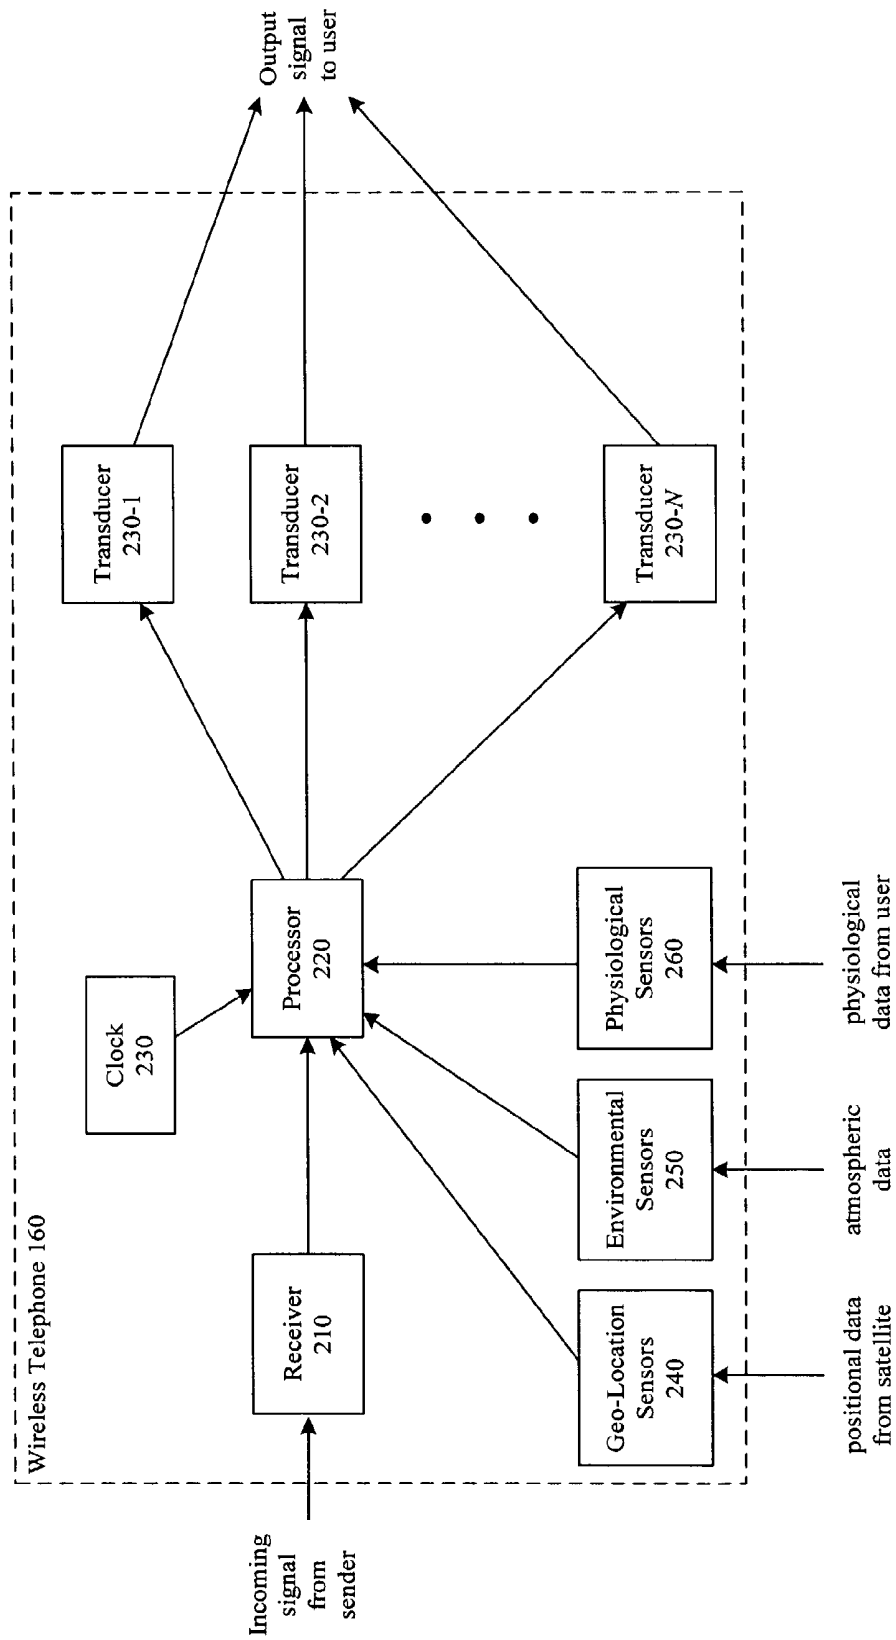 Wireless Telephone 160
Incoming
signal
from
sender
Receiver
210
Clock
230
Processor
220
Transducer
230-1
Transducer
230-2
Transducer
230-N
Output
signal
to user
Geo-Location
Sensors
240
Environmental
Sensors
250
Physiological
Sensors
260
positional data
from satellite
atmospheric
data
physiological
data from user